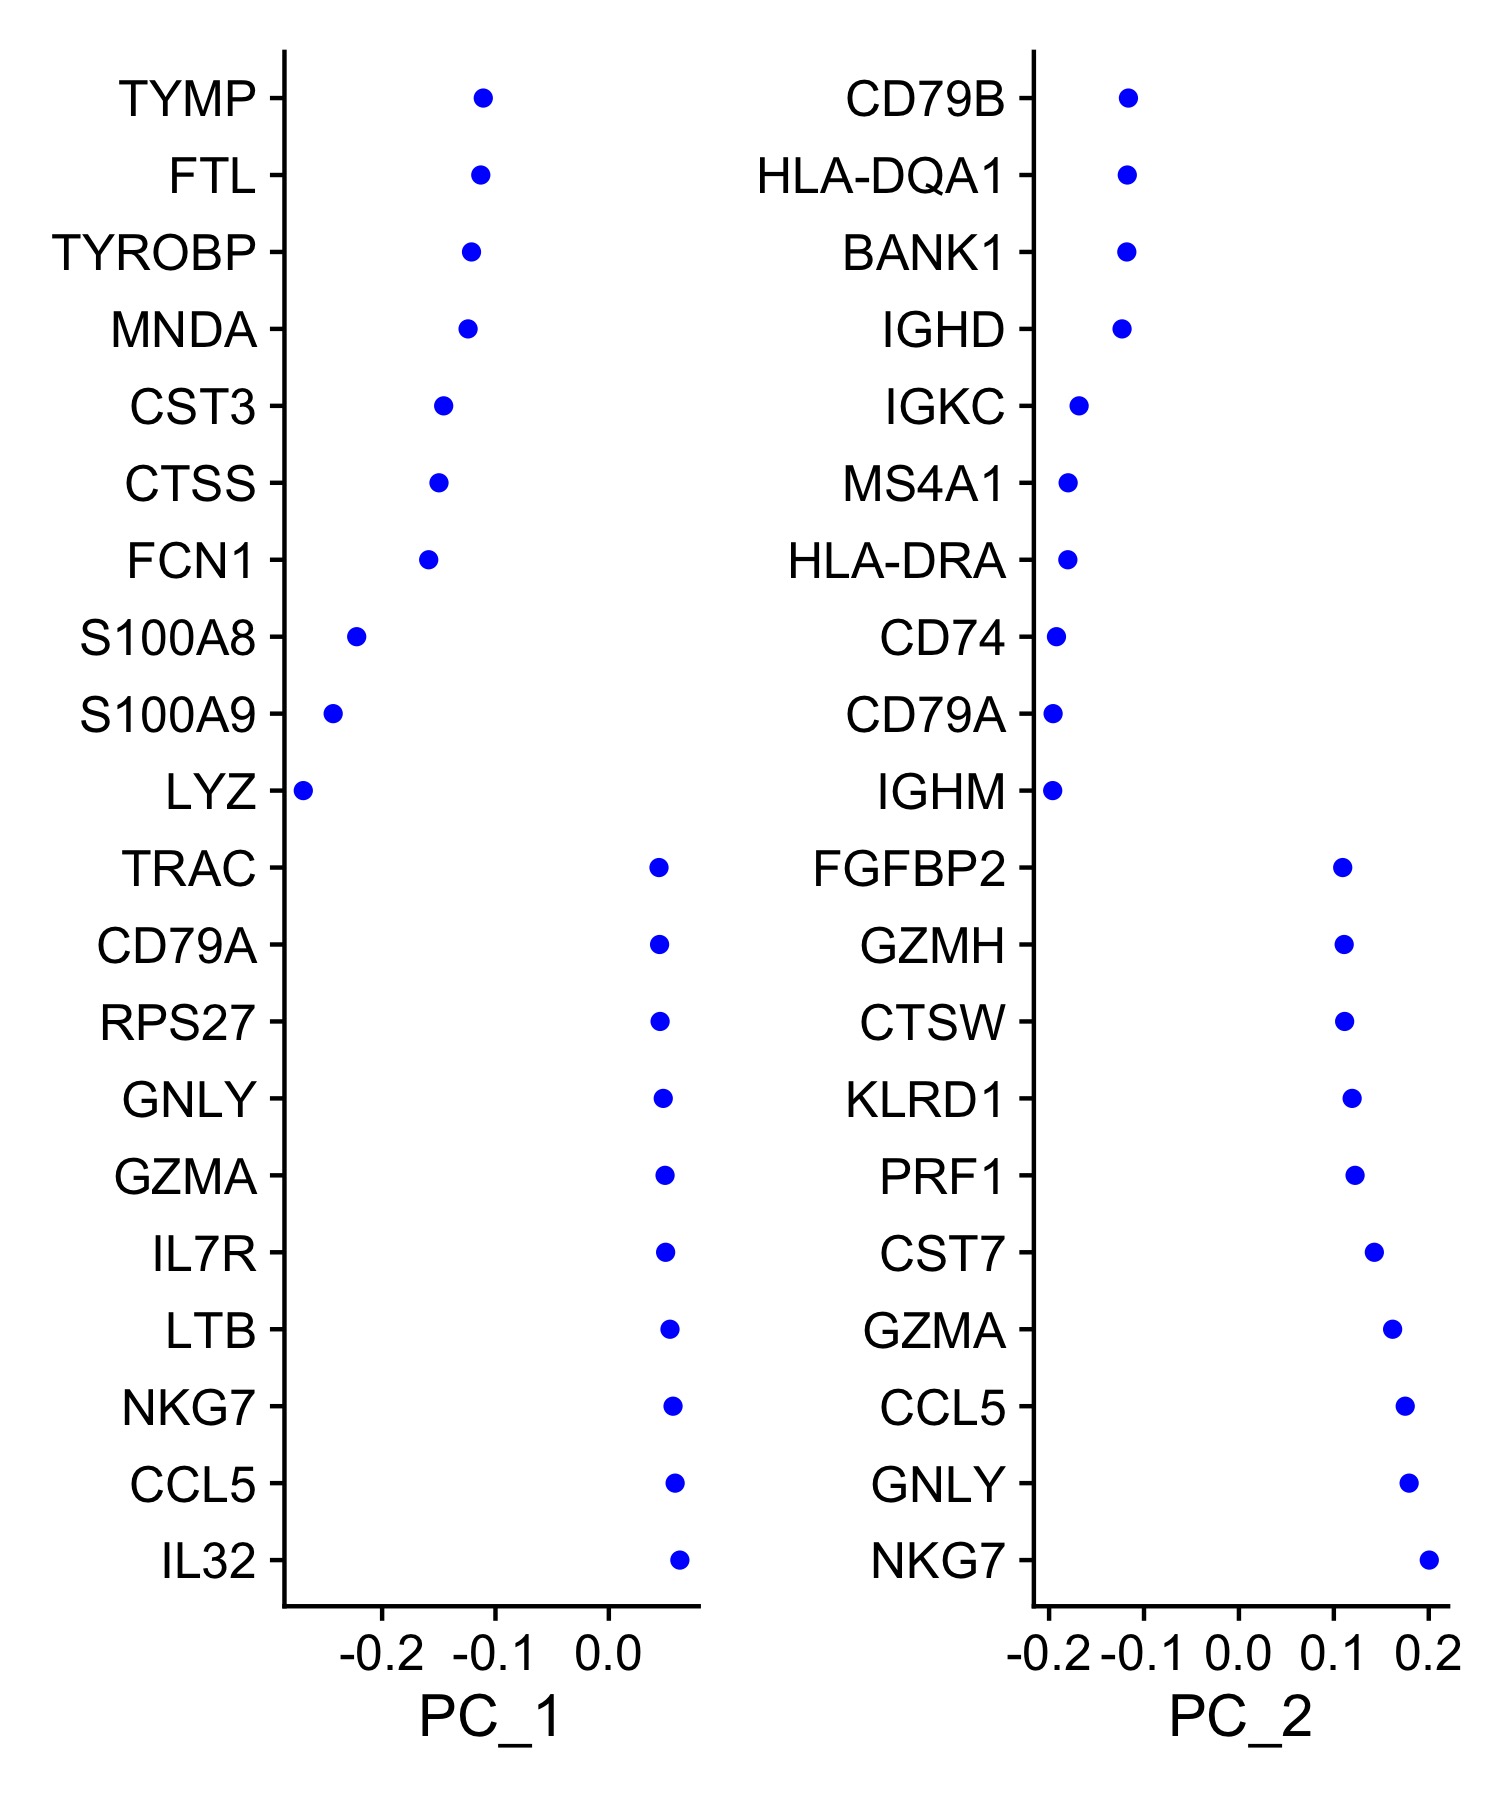 TYMP
FTL
TYROBP
MNDA
CST3
CTSS
FCN1
S100A8
S100A9
LYZ
TRAC
CD79A
RPS27
GNLY
GZMA
IL7R
LTB
NKG7
CCL5
IL32
-0.2 -0.1 0.0
PC_1
CD79B
HLA-DQA1
BANK1
IGHD
IGKC
MS4A1
HLA-DRA
CD74
CD79A
IGHM
FGFBP2
GZMH
CTSW
KLRD1
PRF1
CST7
GZMA
CCL5
GNLY
NKG7
-0.2 -0.1 0.0 0.1 0.2
PC_2